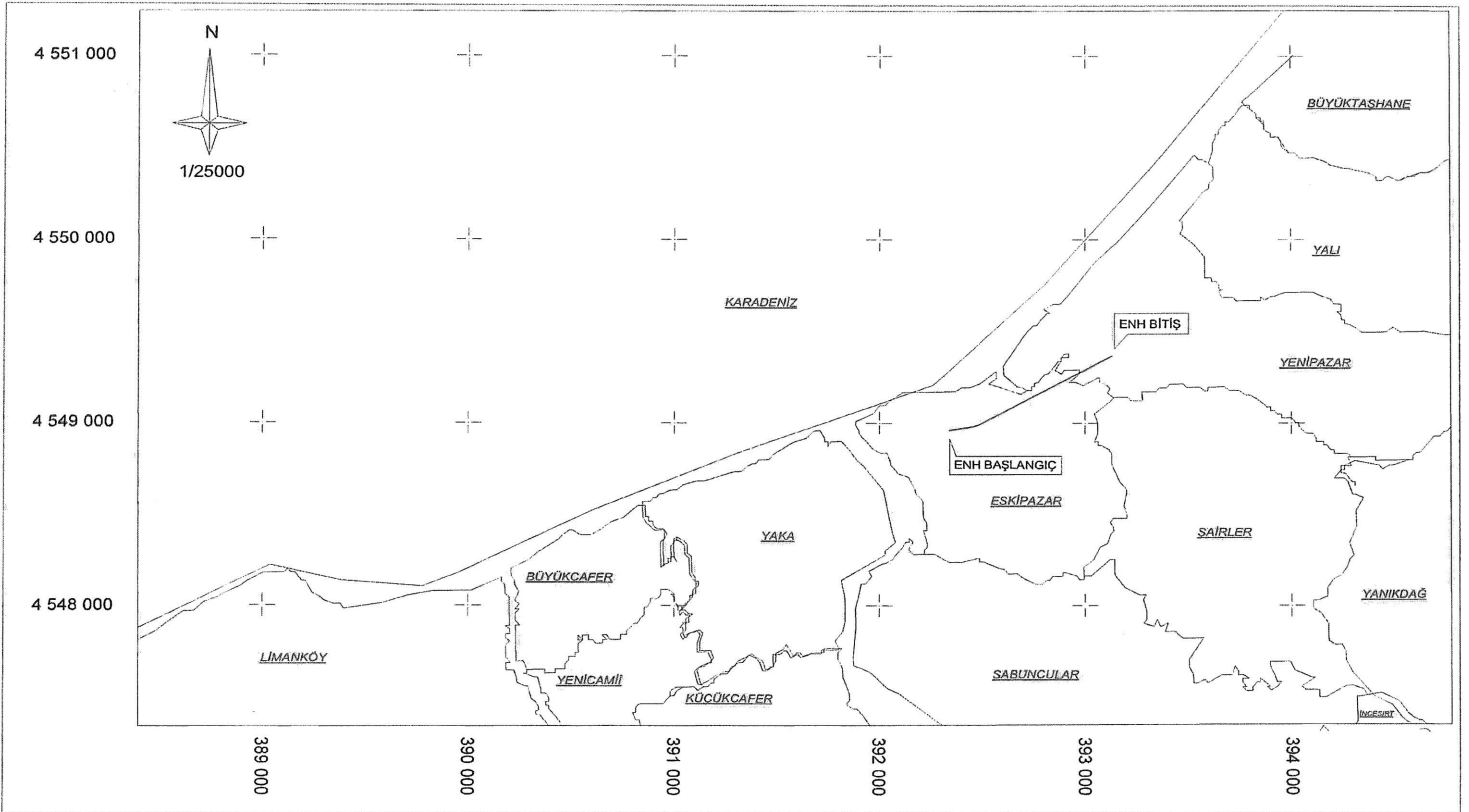 4 551 000
N
BÜYÜKTAŞHANE
1/25000
4 550 000
YALI
KARADENİZ
ENH BİTİŞ
YENİPAZAR
4 549 000
ENH BAŞLANGIÇ
ESKİPAZAR
ŞAİRLER
YAKA
BÜYÜKCAFER
YANIKDAĞ
4 548 000
LİMANKÖY
YENİCAMİİ
SABUNCULAR
KÜÇÜKCAFER
İNCESIRT
389 000
390 000
391 000
392 000
393 000
394 000